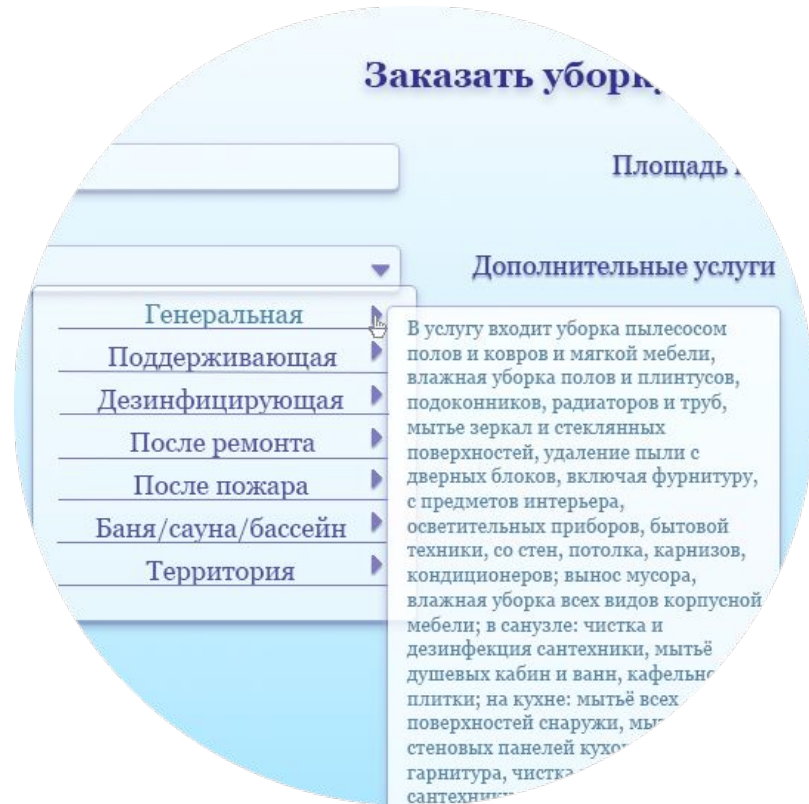 Заказать
Площадь
Дополнительные услуги
Генеральная
Поддерживающая
Дезинфицирующая
После ремонта
После пожара
Баня/сауна/бассейн
Территория
В услугу входит уборка пылесосом
полов и ковров и мягкой мебели,
влажная уборка полов и плинтусов,
подоконников, радиаторов и труб,
мытье зеркал и стеклянных
поверхностей, удаление пыли с
дверных блоков, включая фурнитуру,
с предметов интерьера,
осветительных приборов, бытовой
техники, со стен, потолка, карнизов,
кондиционеров; вынос мусора,
влажная уборка всех видов корпусной
мебели; в санузле: чистка и
дезинфекция сантехники, мытьё
душевых кабин и ванн,
плитки; на кухне: мытьё всех
поверхностей снаружи,
стеновых панелей
гарнитура, чистка